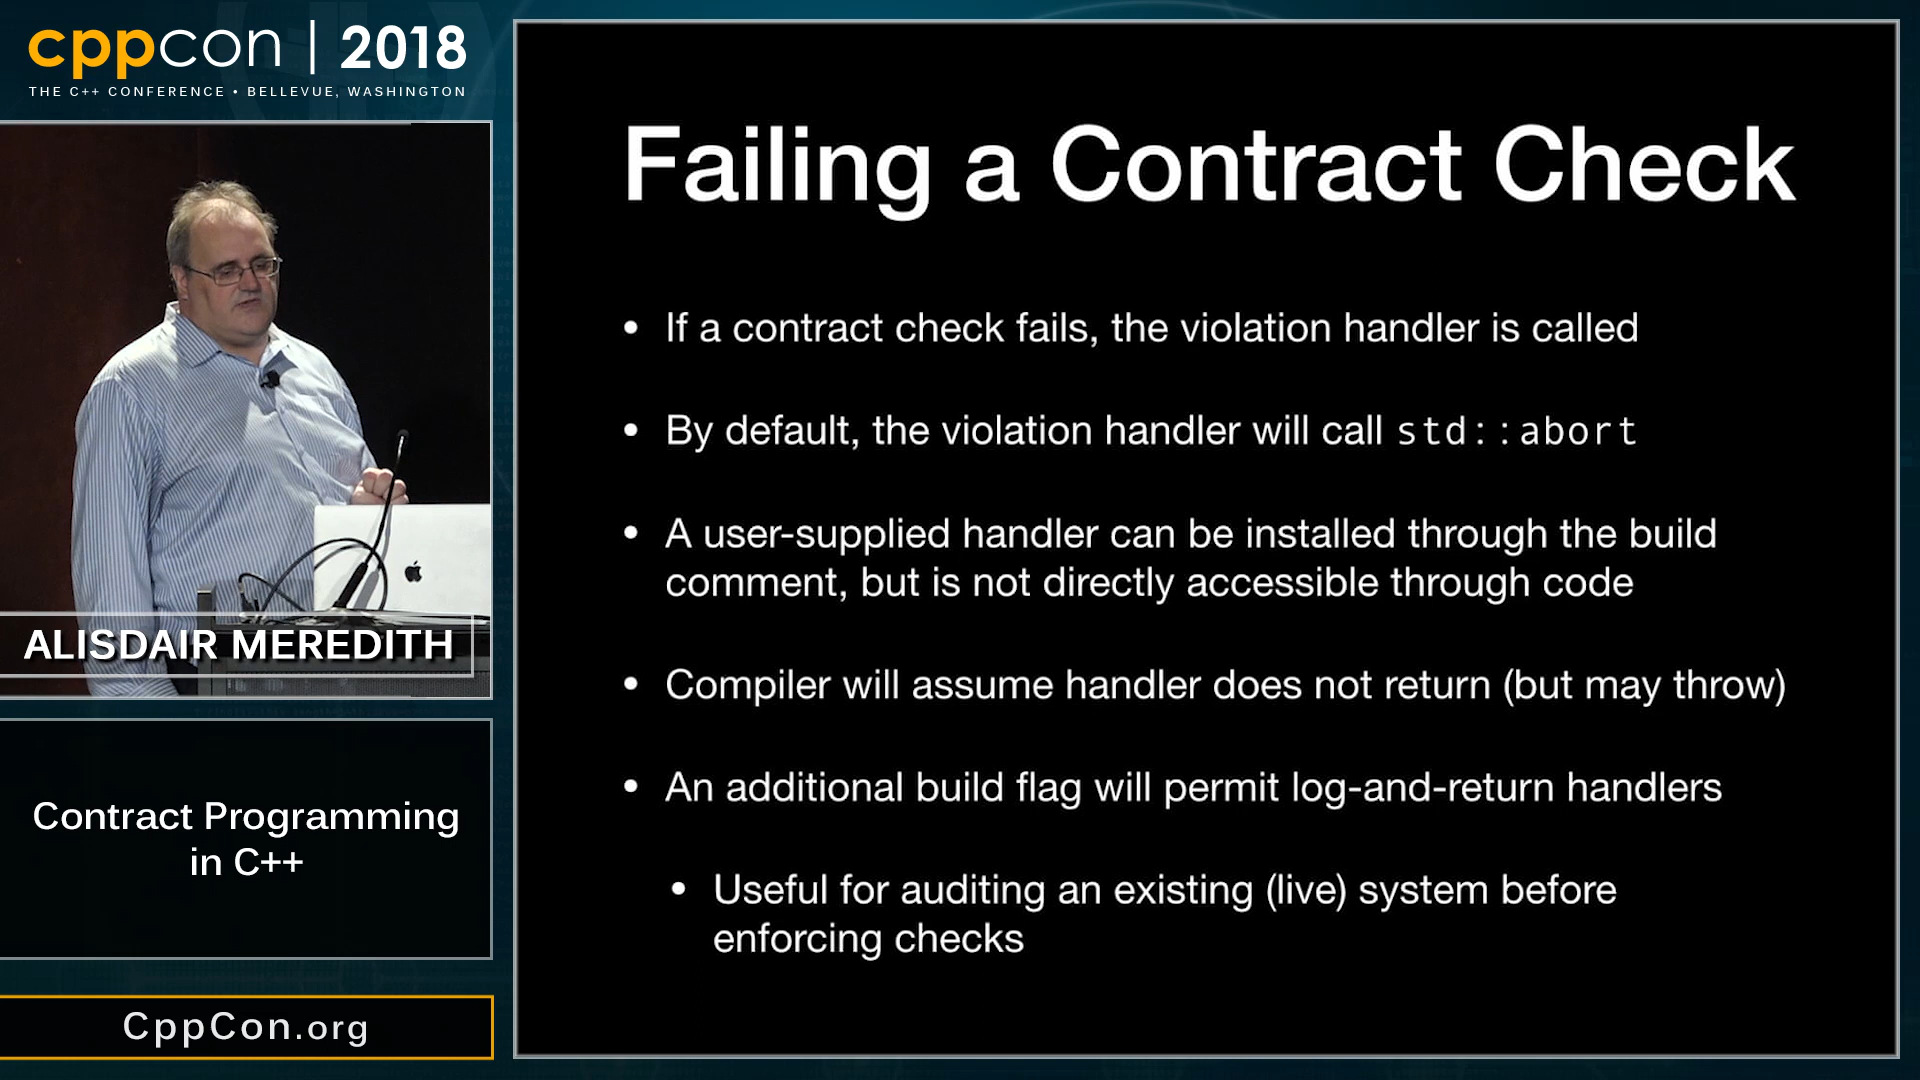 cppcon | 2018
THE C++ CONFERENCE • BELLEVUE, WASHINGTON
ALISDAIR MEREDITH
Contract Programming
in C++
CppCon.org
Failing a Contract Check
• If a contract check fails, the violation handler is called
• By default, the violation handler will call std::abort
• A user-supplied handler can be installed through the build
comment, but is not directly accessible through code
• Compiler will assume handler does not return (but may throw)
• An additional build flag will permit log-and-return handlers
• Useful for auditing an existing (live) system before
enforcing checks